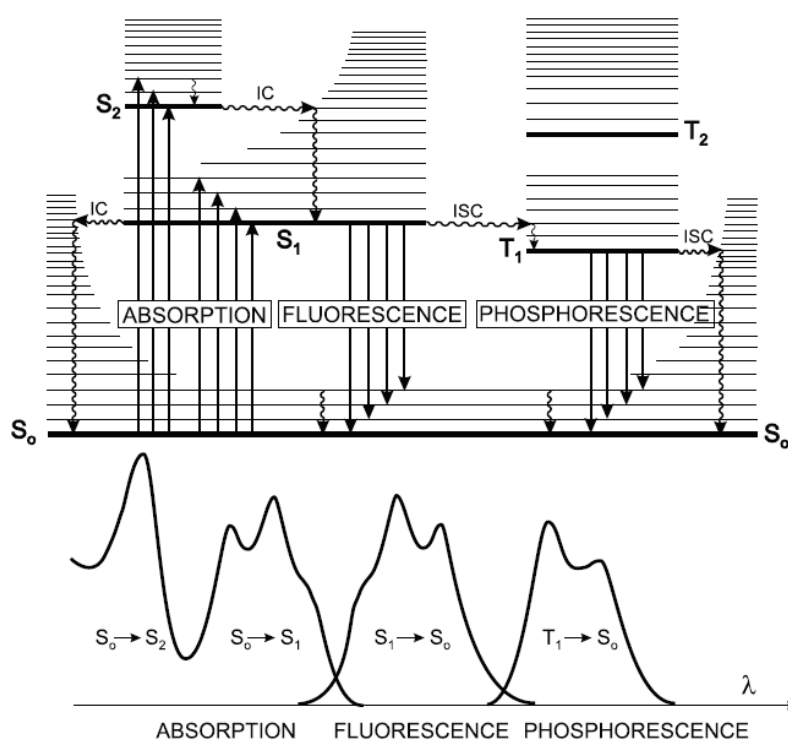 S₂
IC
T₂
IC
S₁
ISC
T₁
ISC
ABSORPTION
FLUORESCENCE
PHOSPHORESCENCE
Sₒ
Sₒ
Sₒ→S₂
Sₒ→S₁
S₁→Sₒ
T₁→Sₒ
λ
ABSORPTION
FLUORESCENCE
PHOSPHORESCENCE